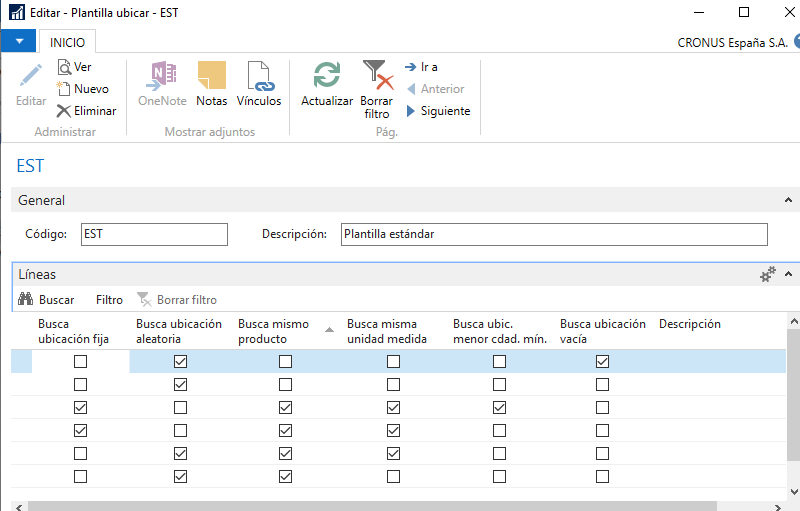 Editar - Plantilla ubicar - EST
INICIO
CRONUS España S.A.
Editar
Ver
Nuevo
Eliminar
Administrar
OneNote
Notas
Vínculos
Mostrar adjuntos
Actualizar
Borrar
filtro
Ir a
Anterior
Siguiente
Pág.
EST
General
Código:
EST
Descripción:
Plantilla estándar
Líneas
Buscar
Filtro
Borrar filtro
Busca
ubicación fija
Busca ubicación
aleatoria
Busca mismo
producto
Busca misma
unidad medida
Busca ubic.
menor cdad. mín.
Busca ubicación
vacía
Descripción